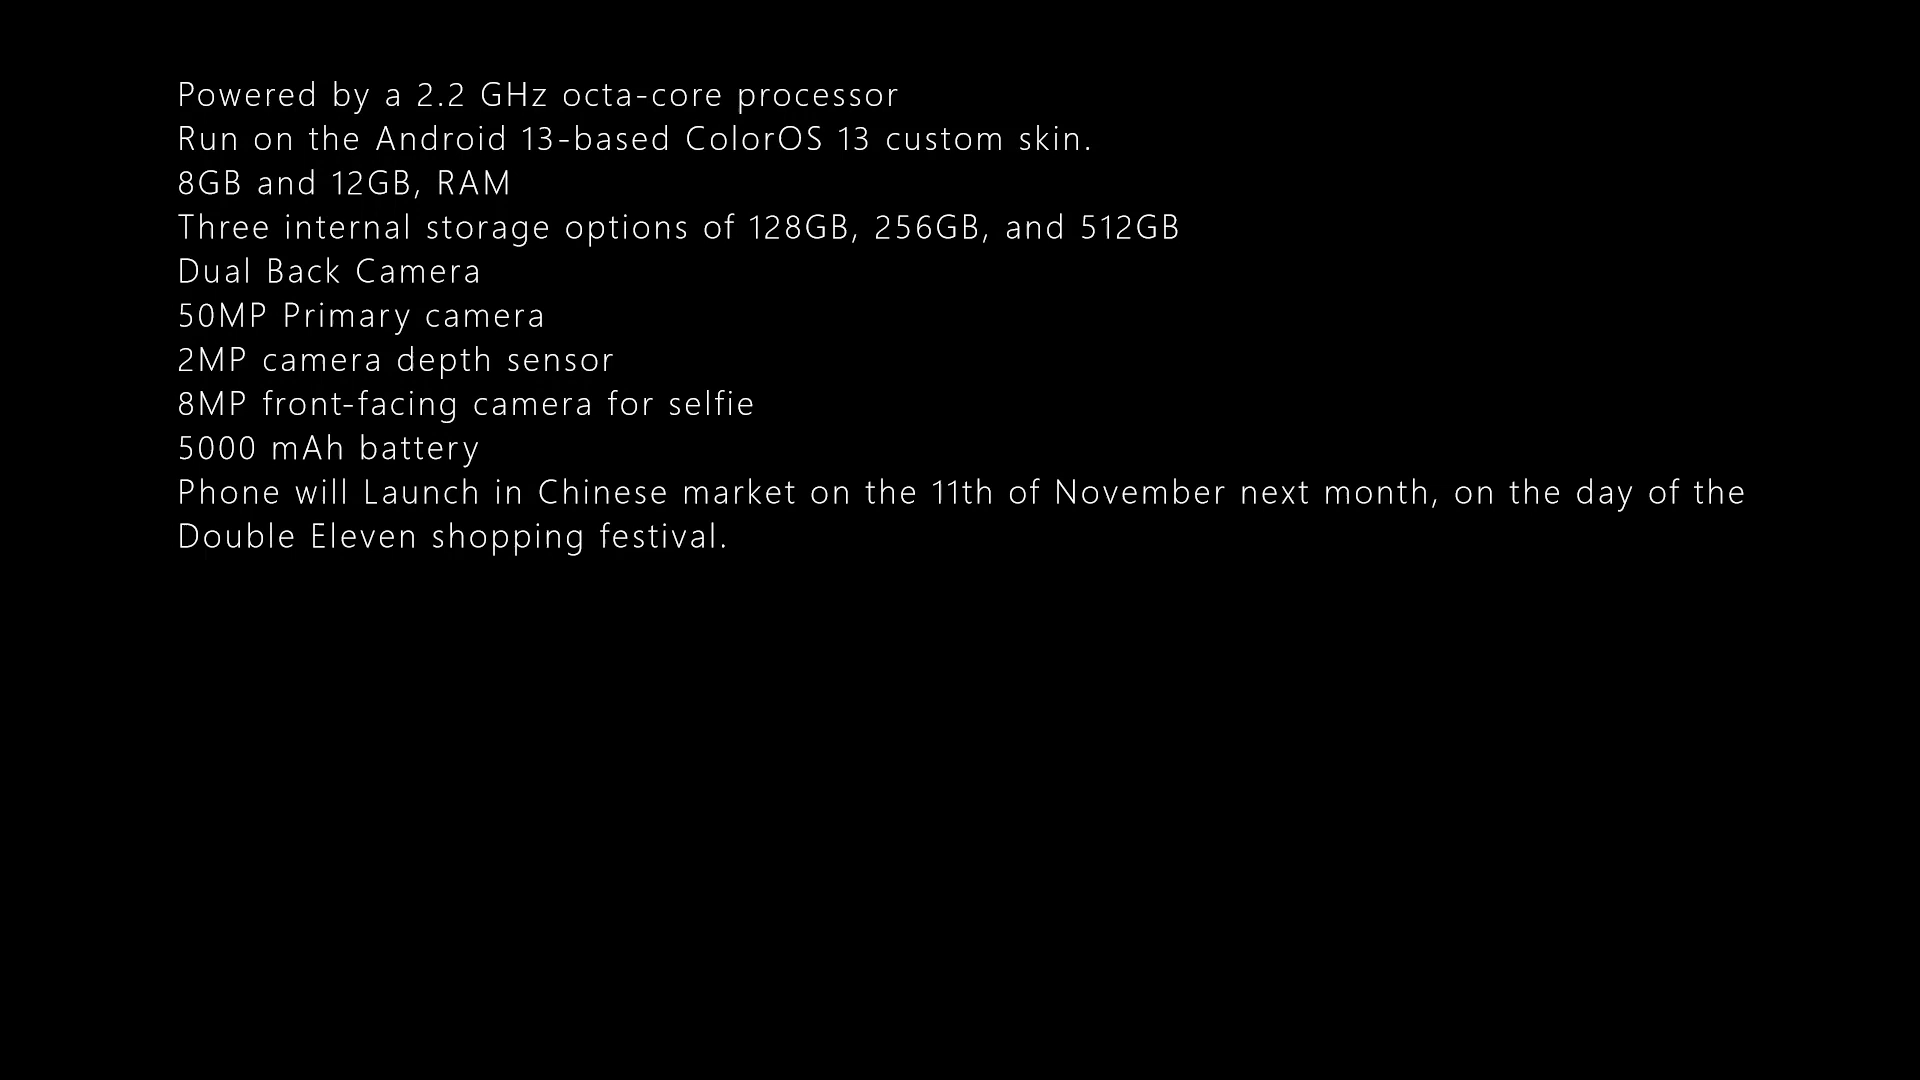 Powered by a 2.2 GHz octa-core processor
Run on the Android 13-based ColorOS 13 custom skin.
8GB and 12GB, RAM
Three internal storage options of 128GB, 256GB, and 512GB
Dual Back Camera
50MP Primary camera
2MP camera depth sensor
8MP front-facing camera for selfie
5000 mAh battery
Phone will Launch in Chinese market on the 11th of November next month, on the day of the
Double Eleven shopping festival.